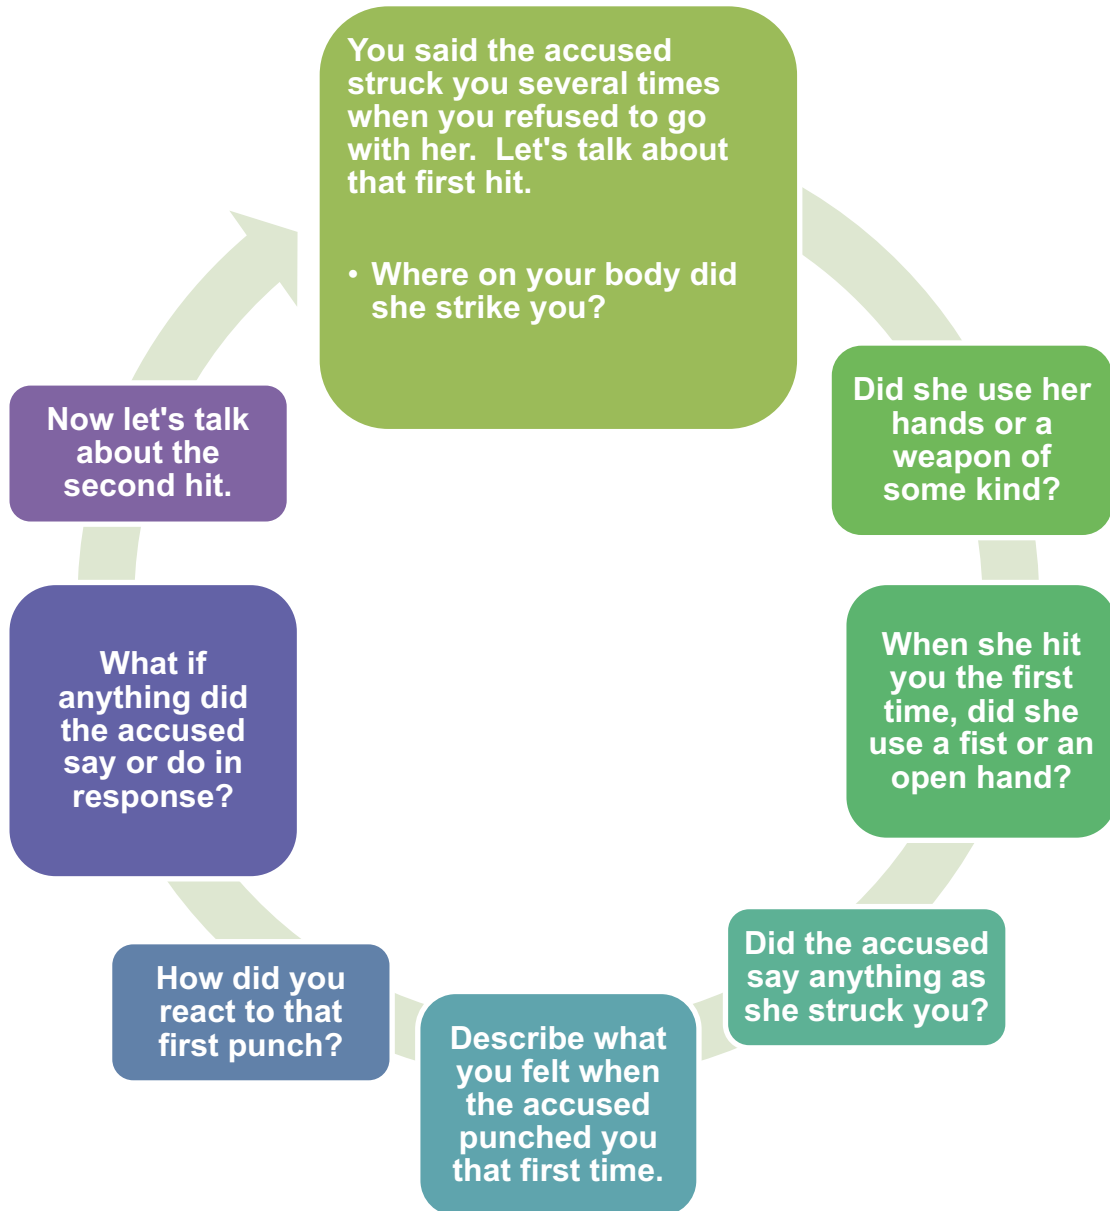 You said the accused
struck you several times
when you refused to go
with her.  Let's talk about
that first hit.
• Where on your body did
she strike you?
Did she use her
hands or a
weapon of
some kind?
When she hit
you the first
time, did she
use a fist or an
open hand?
Did the accused
say anything as
she struck you?
Describe what
you felt when
the accused
punched you
that first time.
How did you
react to that
first punch?
What if
anything did
the accused
say or do in
response?
Now let's talk
about the
second hit.